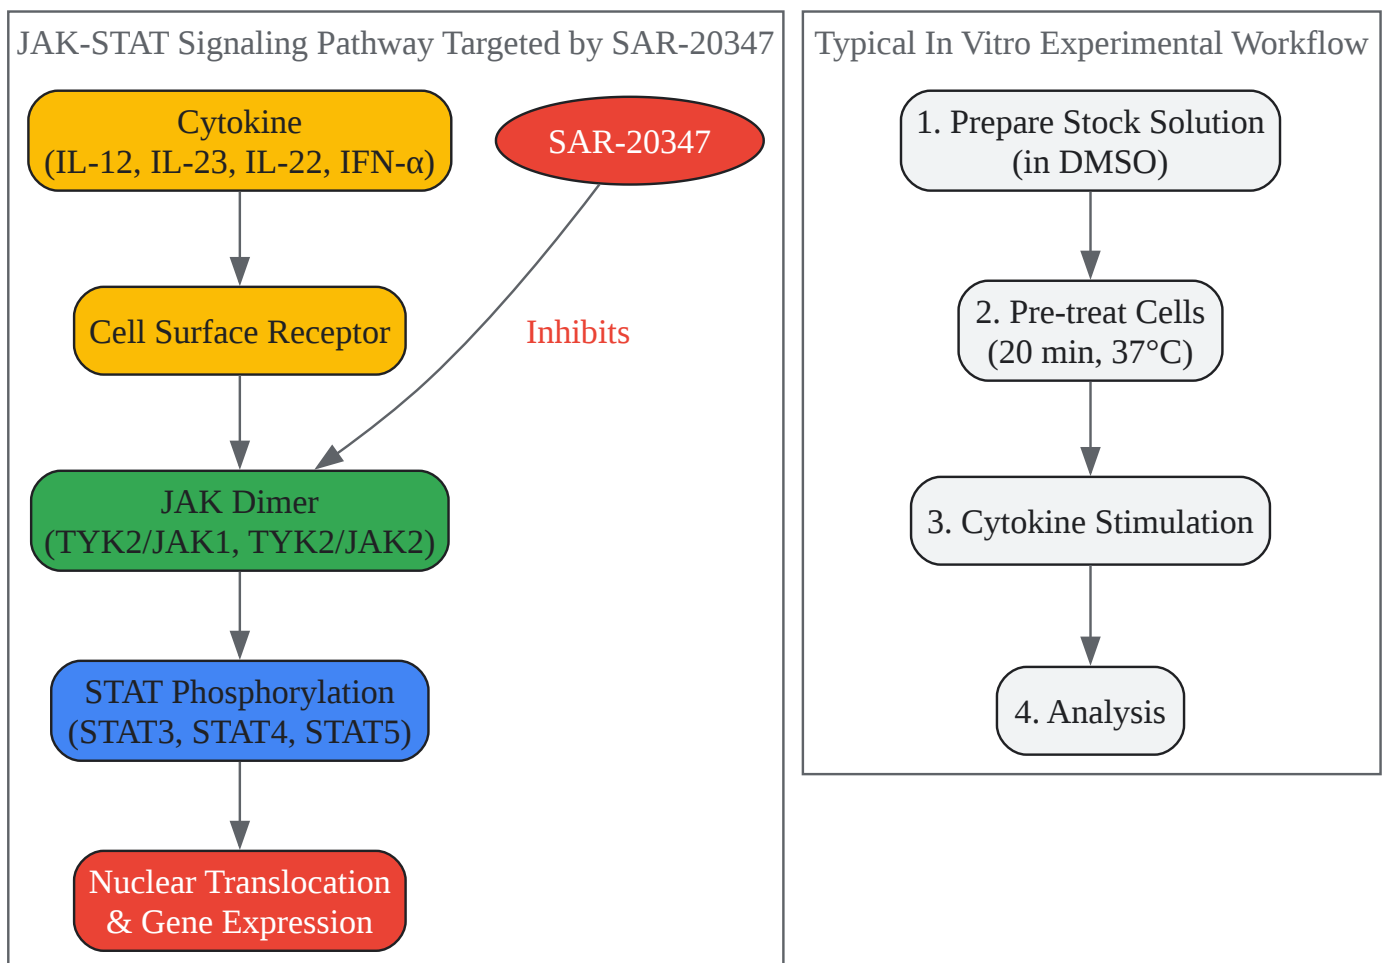 JAK-STAT Signaling Pathway Targeted by SAR-20347
Cytokine
(IL-12, IL-23, IL-22, IFN-α)
SAR-20347
Cell Surface Receptor
Inhibits
JAK Dimer
(TYK2/JAK1, TYK2/JAK2)
STAT Phosphorylation
(STAT3, STAT4, STAT5)
Nuclear Translocation
& Gene Expression
Typical In Vitro Experimental Workflow
1. Prepare Stock Solution
(in DMSO)
2. Pre-treat Cells
(20 min, 37°C)
3. Cytokine Stimulation
4. Analysis